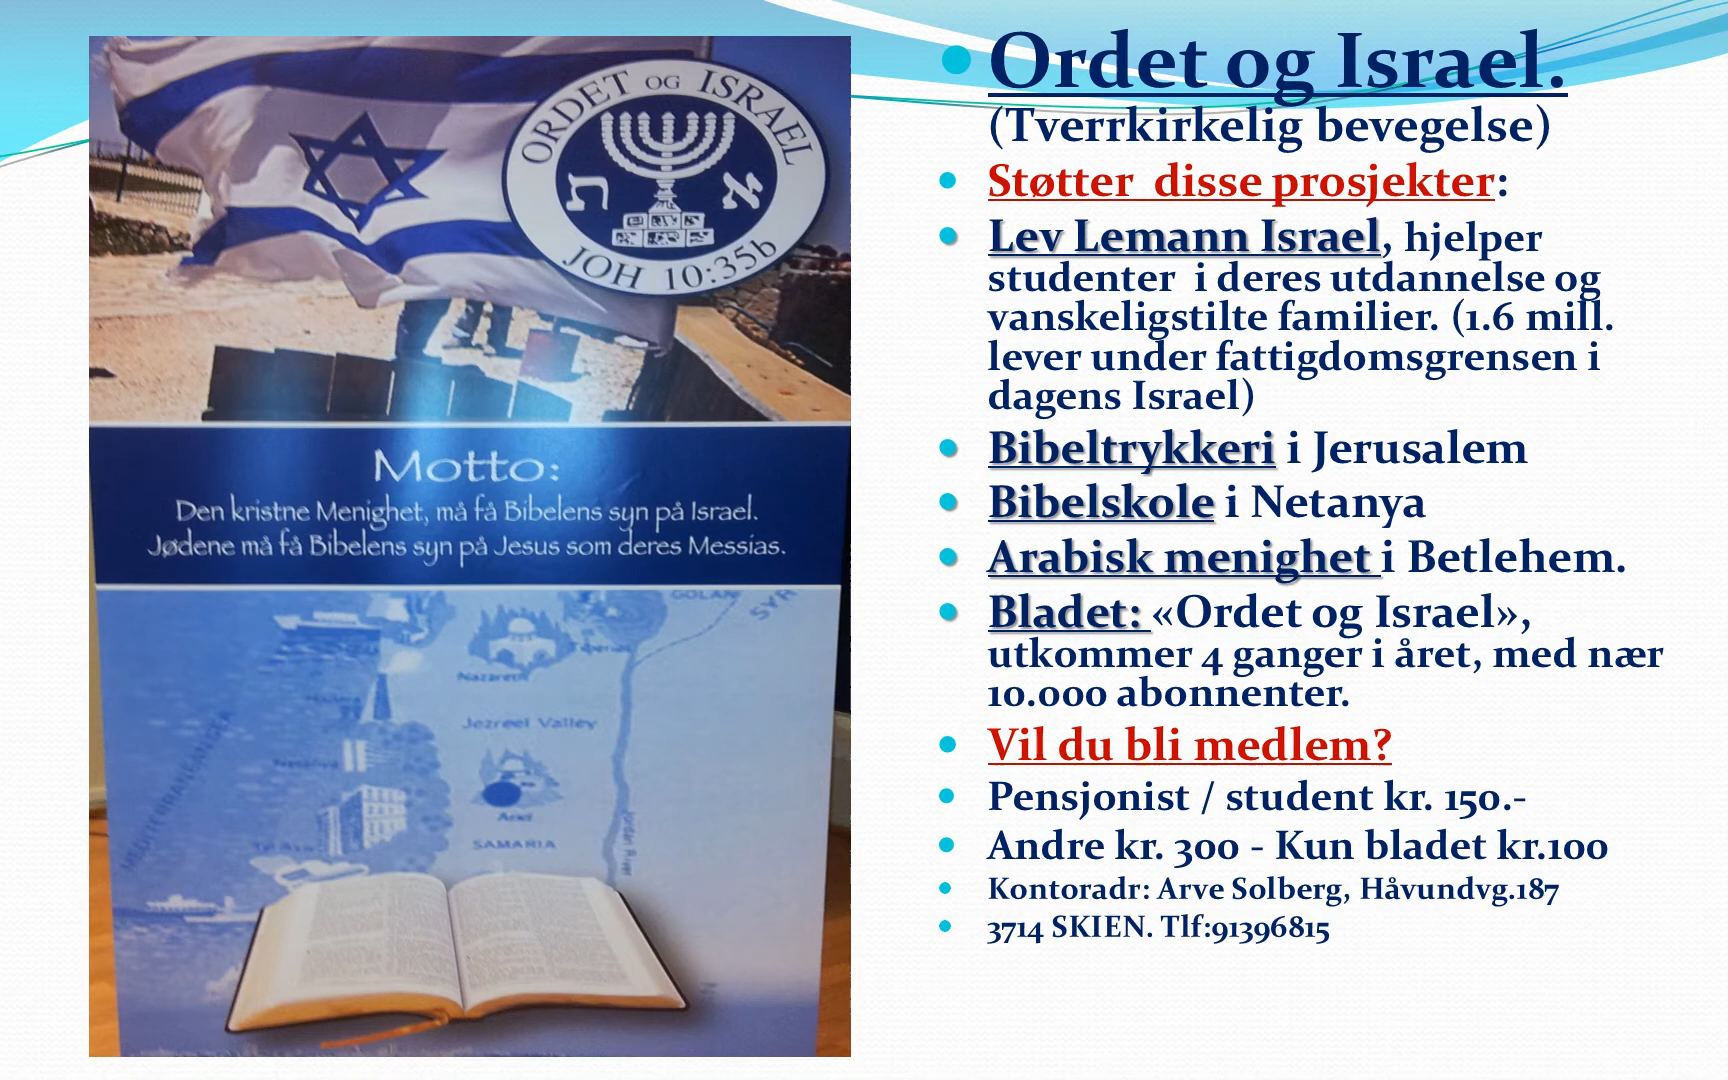 ORDET OG ISRAEL
ת א
JOH 10:35b
Motto:
Den kristne Menighet, må få Bibelens syn på Israel.
Jødene må få Bibelens syn på Jesus som deres Messias.
GOLAN
Nazareth
Jezreel Valley
SAMARIA
Jordan River
• Ordet og Israel.
(Tverrkirkelig bevegelse)
• Støtter disse prosjekter:
• Lev Lemann Israel, hjelper
studenter i deres utdannelse og
vanskeligstilte familier. (1.6 mill.
lever under fattigdomsgrensen i
dagens Israel)
• Bibeltrykkeri i Jerusalem
• Bibelskole i Netanya
• Arabisk menighet i Betlehem.
• Bladet: «Ordet og Israel»,
utkommer 4 ganger i året, med nær
10.000 abonnenter.
• Vil du bli medlem?
• Pensjonist / student kr. 150.-
• Andre kr. 300 - Kun bladet kr.100
• Kontoradr: Arve Solberg, Håvundvg.187
• 3714 SKIEN. Tlf:91396815